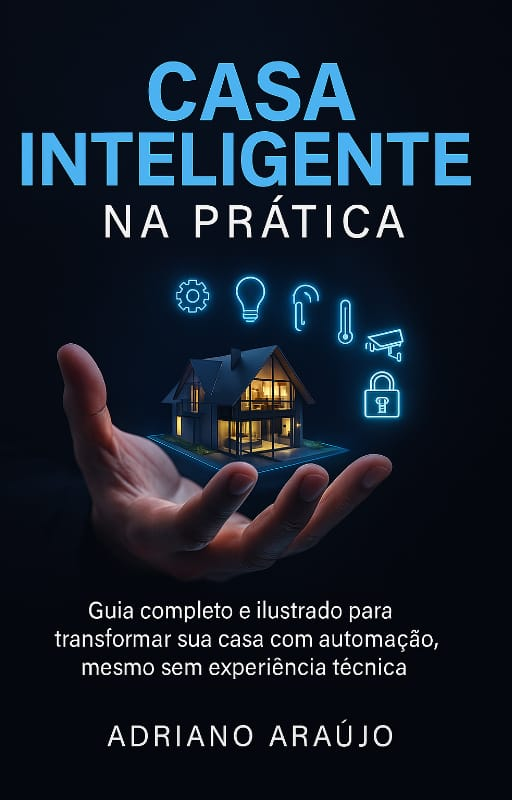 CASA
INTELIGENTE
NA PRÁTICA
Guia completo e ilustrado para
transformar sua casa com automação,
mesmo sem experiência técnica
ADRIANO ARAÚJO